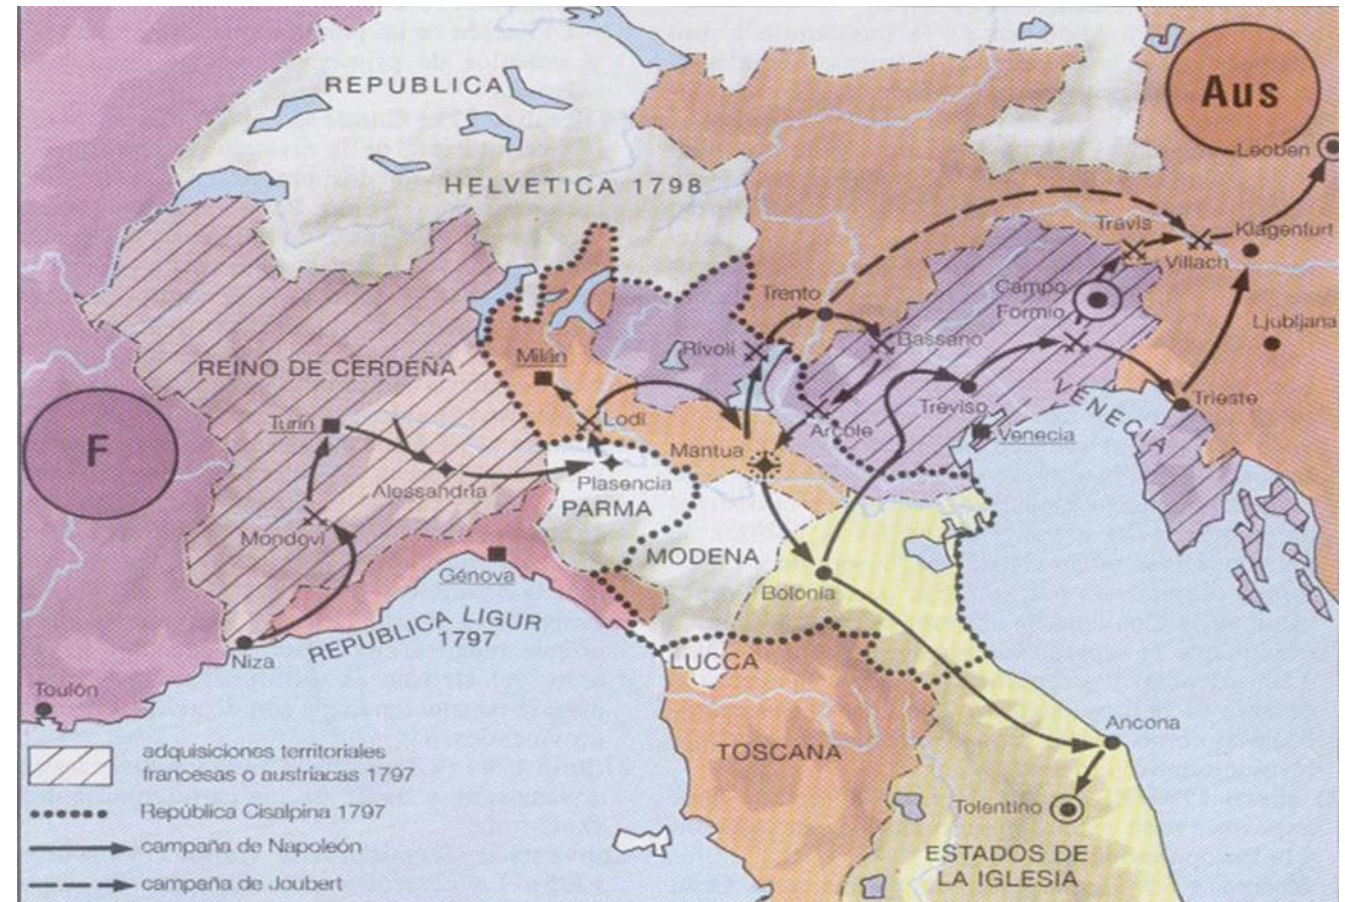 REPUBLICA
HELVETICA 1798
Aus
Leoben
Klagenfurt
Travis
Villach
Campo
Formio
Trento
Bassano
Ljubljana
Rivoli
REINO DE CERDEÑA
Milán
F
Turín
Lodi
Treviso
Trieste
VENECIA
Arcole
Venecia
Mantua
Alessandria
Plasencia
PARMA
Mondovi
MODENA
Génova
Bolonia
REPUBLICA LIGUR
1797
Niza
LUCCA
Toulón
Ancona
TOSCANA
Tolentino
ESTADOS DE
LA IGLESIA
adquisiciones territoriales
francesas o austriacas 1797
República Cisalpina 1797
campaña de Napoleón
campaña de Joubert